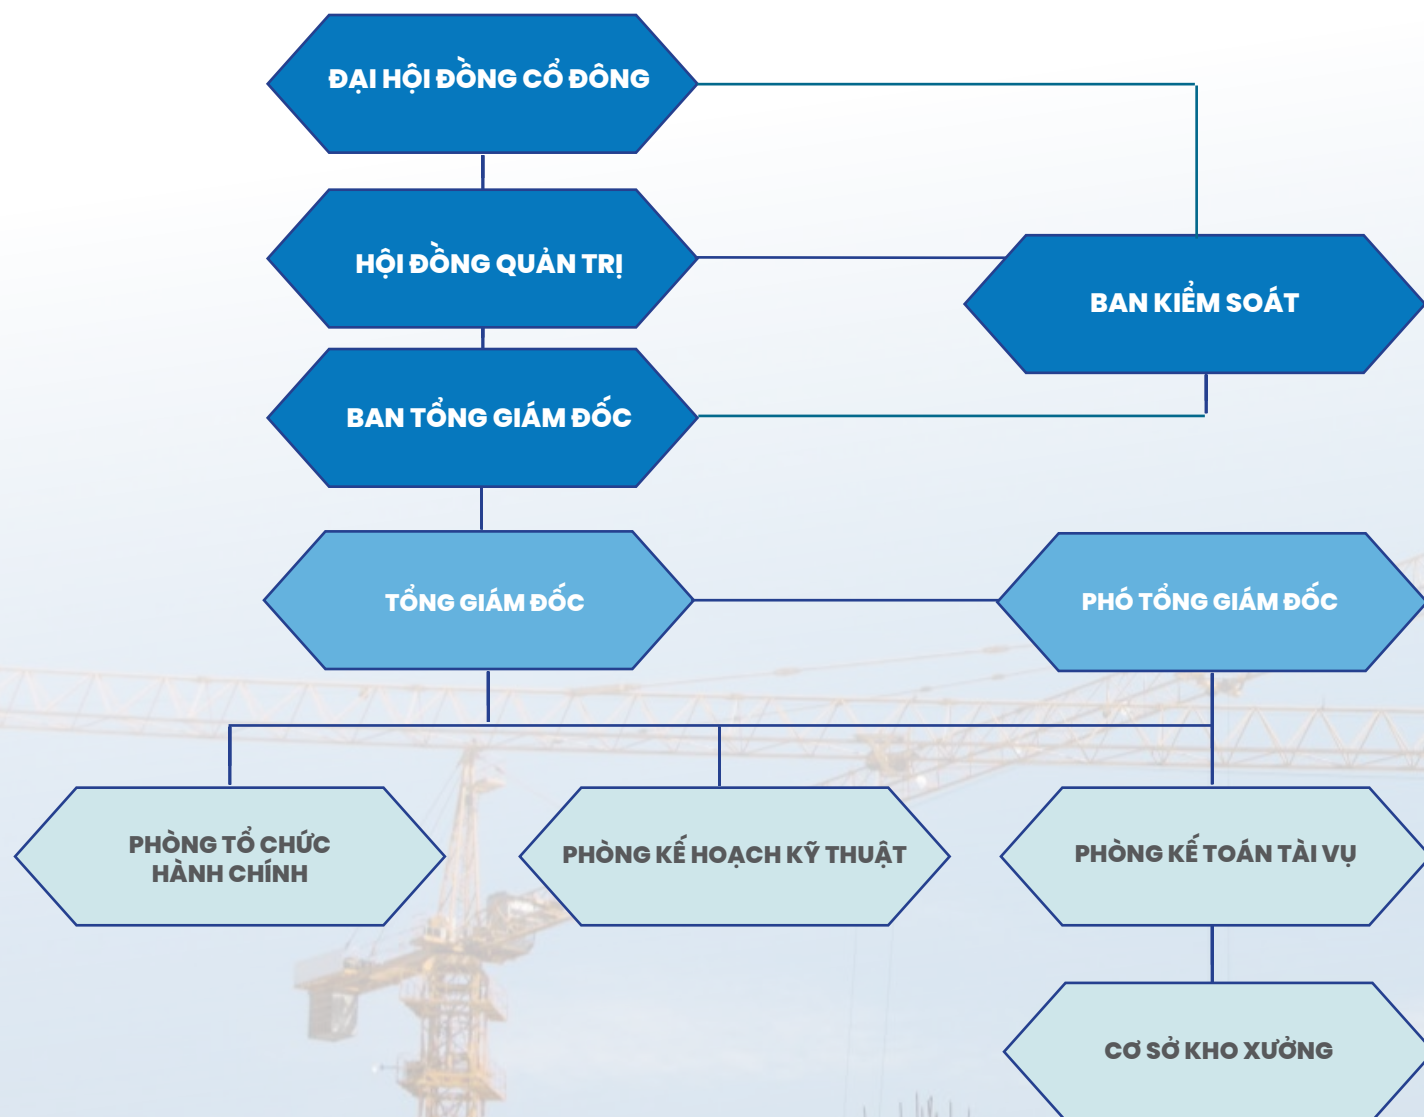 ĐẠI HỘI ĐỒNG CỔ ĐÔNG
HỘI ĐỒNG QUẢN TRỊ
BAN KIỂM SOÁT
BAN TỔNG GIÁM ĐỐC
TỔNG GIÁM ĐỐC
PHÓ TỔNG GIÁM ĐỐC
PHÒNG TỔ CHỨC
HÀNH CHÍNH
PHÒNG KẾ HOẠCH KỸ THUẬT
PHÒNG KẾ TOÁN TÀI VỤ
CƠ SỞ KHO XƯỞNG